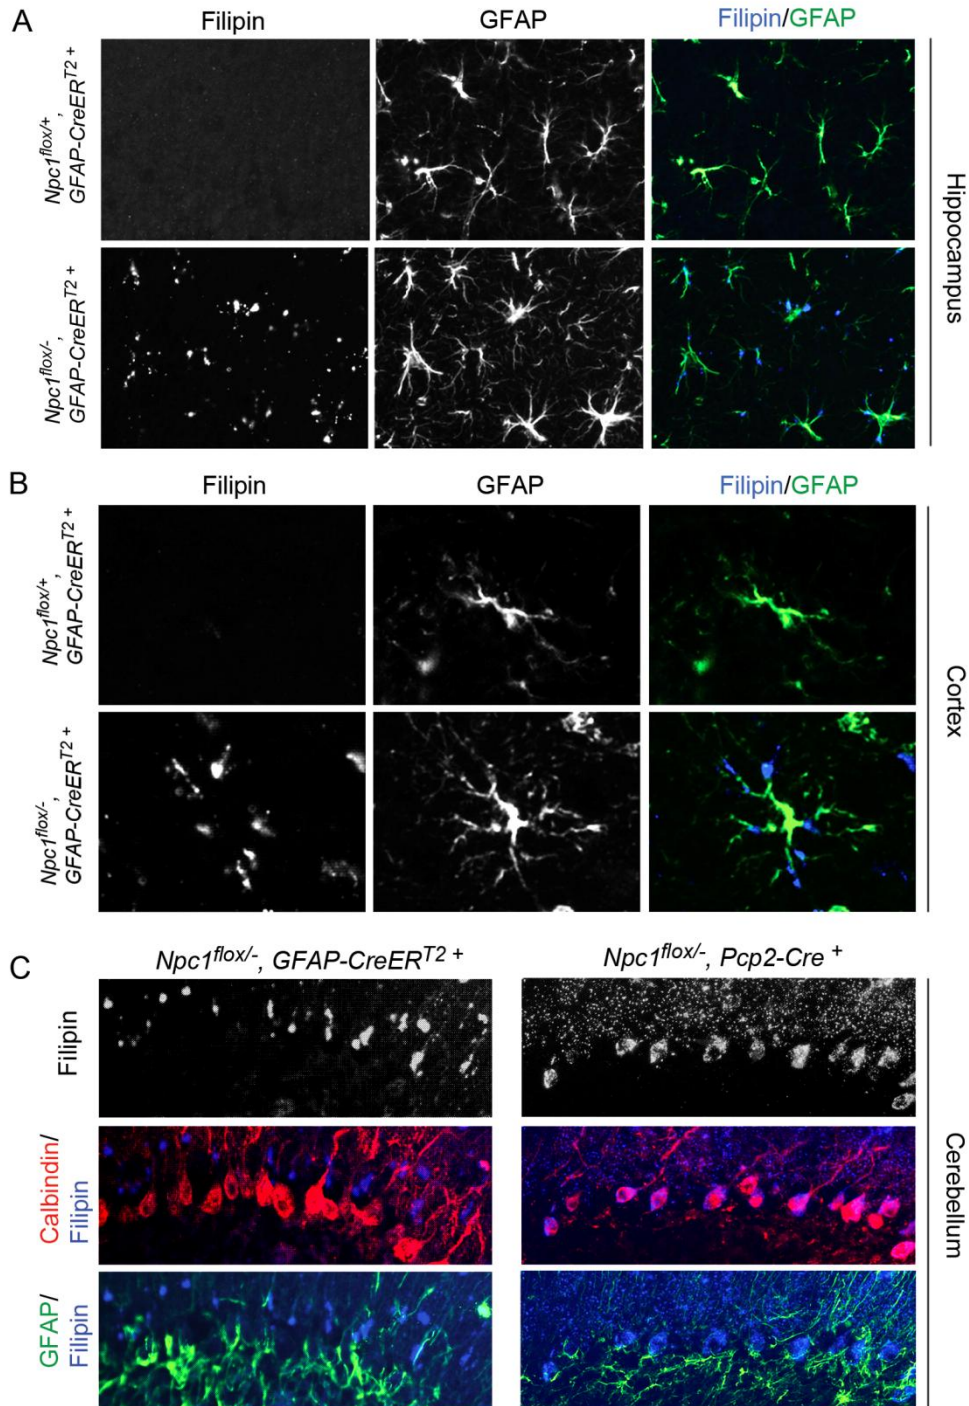 A
Filipin
GFAP
Filipin/GFAP
Npc1flox/+,
GFAP-CreERT2 +
Npc1flox/-,
GFAP-CreERT2 +
Hippocampus
B
Filipin
GFAP
Filipin/GFAP
Npc1flox/+,
GFAP-CreERT2 +
Npc1flox/-,
GFAP-CreERT2 +
Cortex
C
Npc1flox/-, GFAP-CreERT2 +
Npc1flox/-, Pcp2-Cre +
Filipin
Calbindin/
Filipin
GFAP/
Filipin
Cerebellum